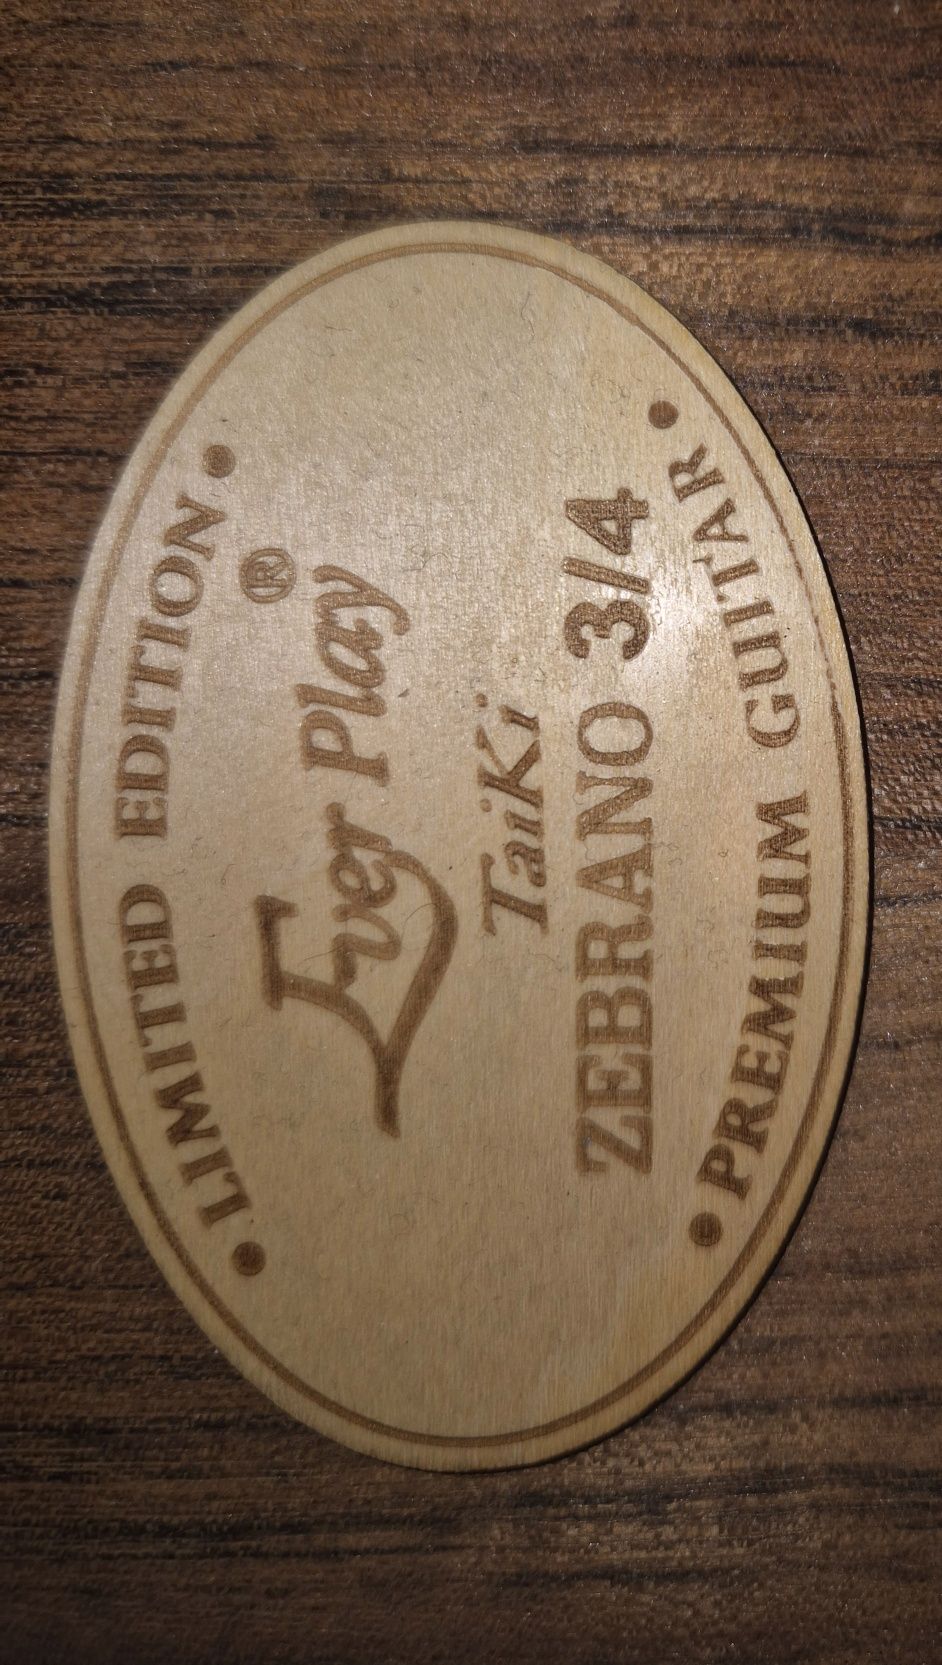 • LIMITED EDITION •
Ever Play ®
TaiKi
ZEBRANO 3/4
• PREMIUM GUITAR •